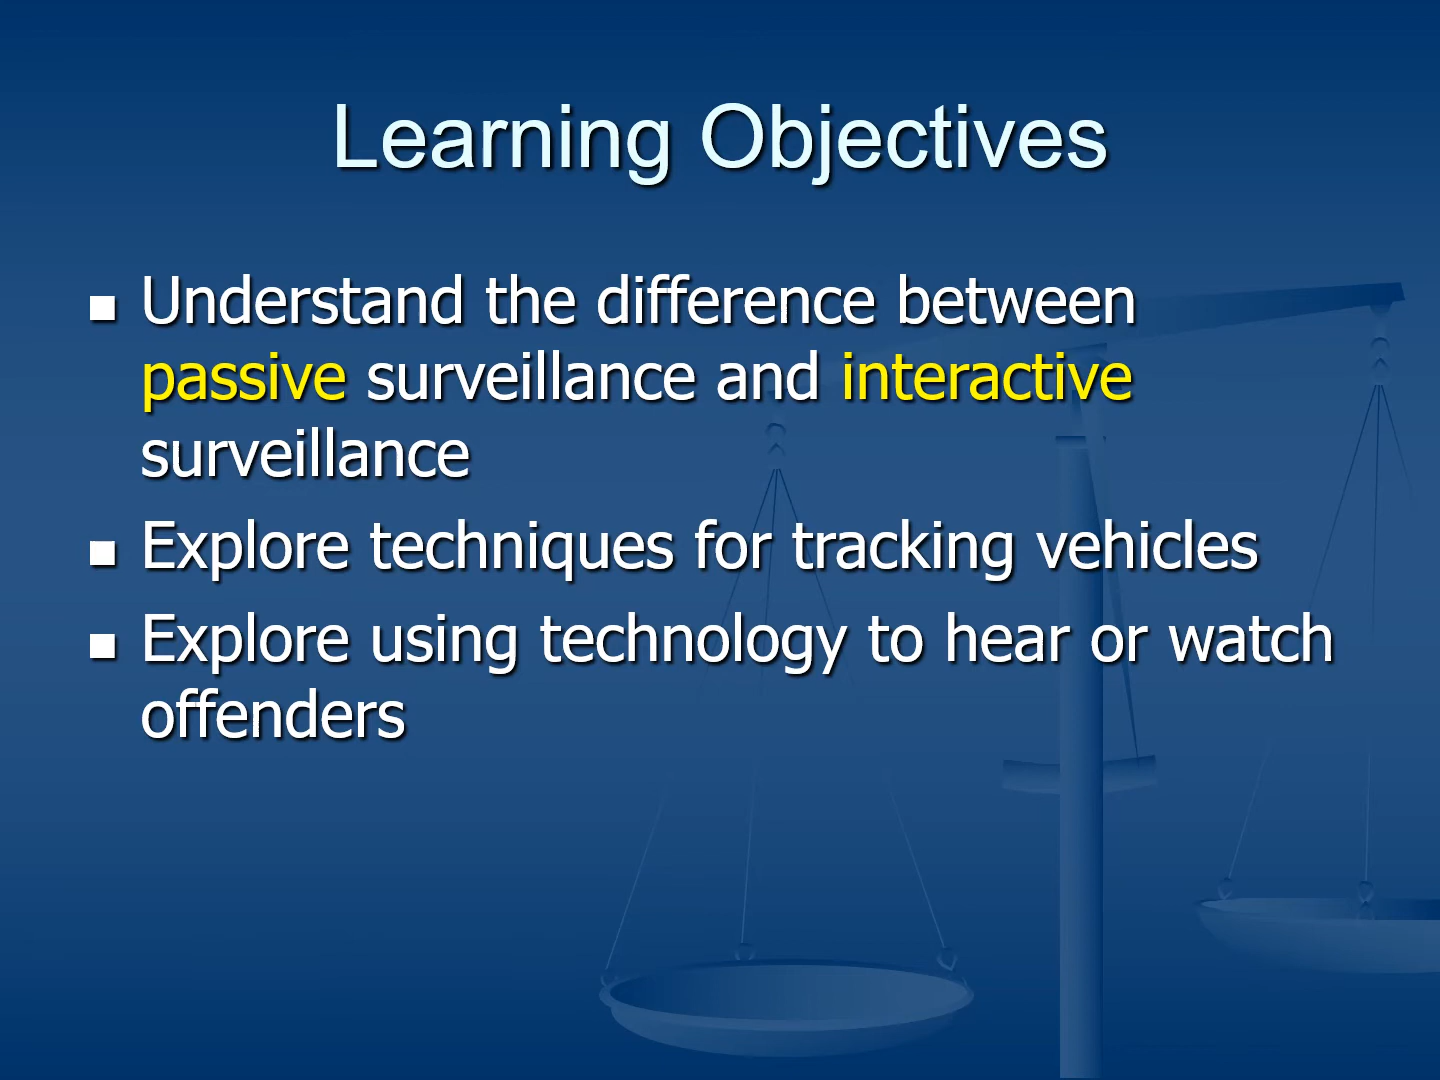 Learning Objectives
Understand the difference between
passive surveillance and interactive
surveillance
Explore techniques for tracking vehicles
Explore using technology to hear or watch
offenders